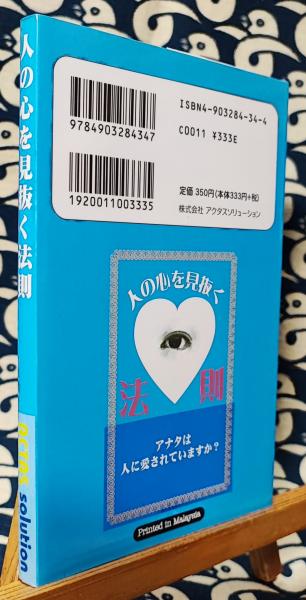 人の心を見抜く法則
ACTAS solution
9784903284347
1920011003335
ISBN4-903284-34-4
C0011 ¥333E
定価 350円(本体333円+税)
株式会社 アクタスソリューション
人の心を見抜く
法則
アナタは
人に愛されていますか?
Printed in Malaysia